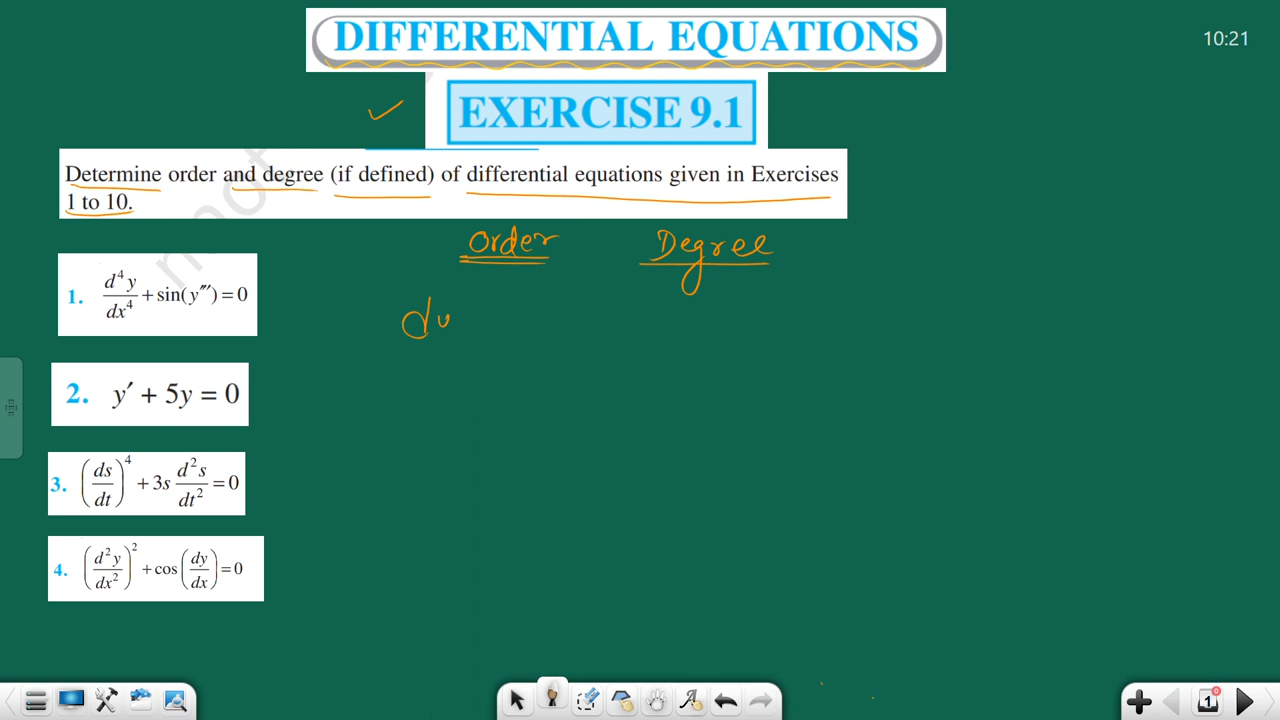 DIFFERENTIAL EQUATIONS
10:21
EXERCISE 9.1
Determine order and degree (if defined) of differential equations given in Exercises
1 to 10.
Order Degree
1. d⁴y/dx⁴ + sin(y‴) = 0
2. y′ + 5y = 0
3. (ds/dt)⁴ + 3s d²s/dt² = 0
4. (d²y/dx²)² + cos(dy/dx) = 0
1